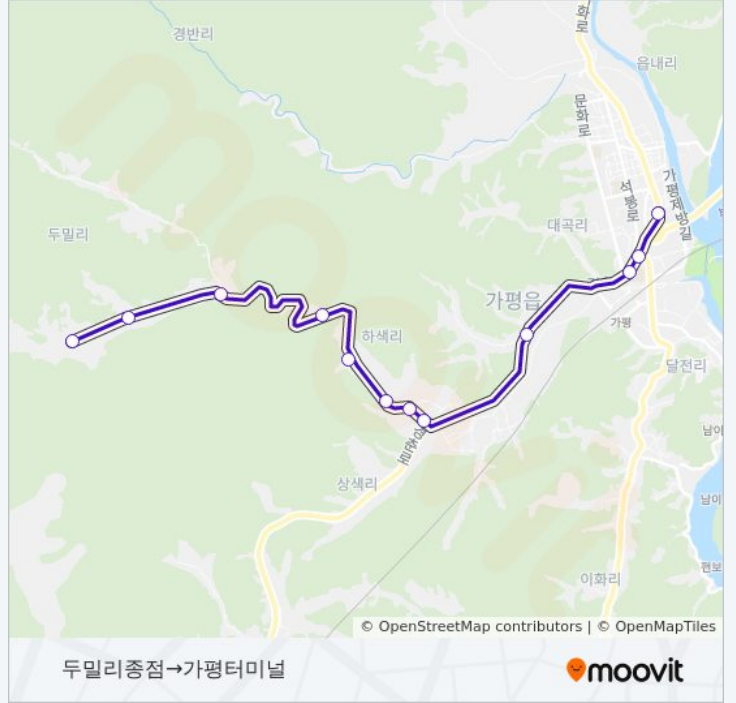 화로
경반리
읍내리
문화로
가평제방길
석봉로
대곡리
두밀리
가평읍
가평
하색리
달전리
남이
상색리
남이
이화리
© OpenStreetMap contributors | © OpenMapTiles
두밀리종점→가평터미널
moovit